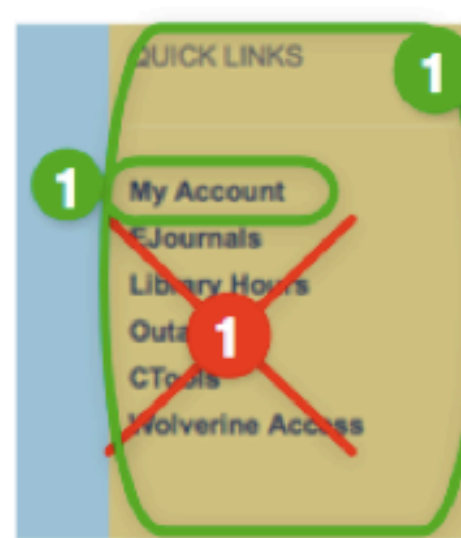 QUICK LINKS
1
1
My Account
EJournals
Library Hours
1
CTools
Wolverine Access